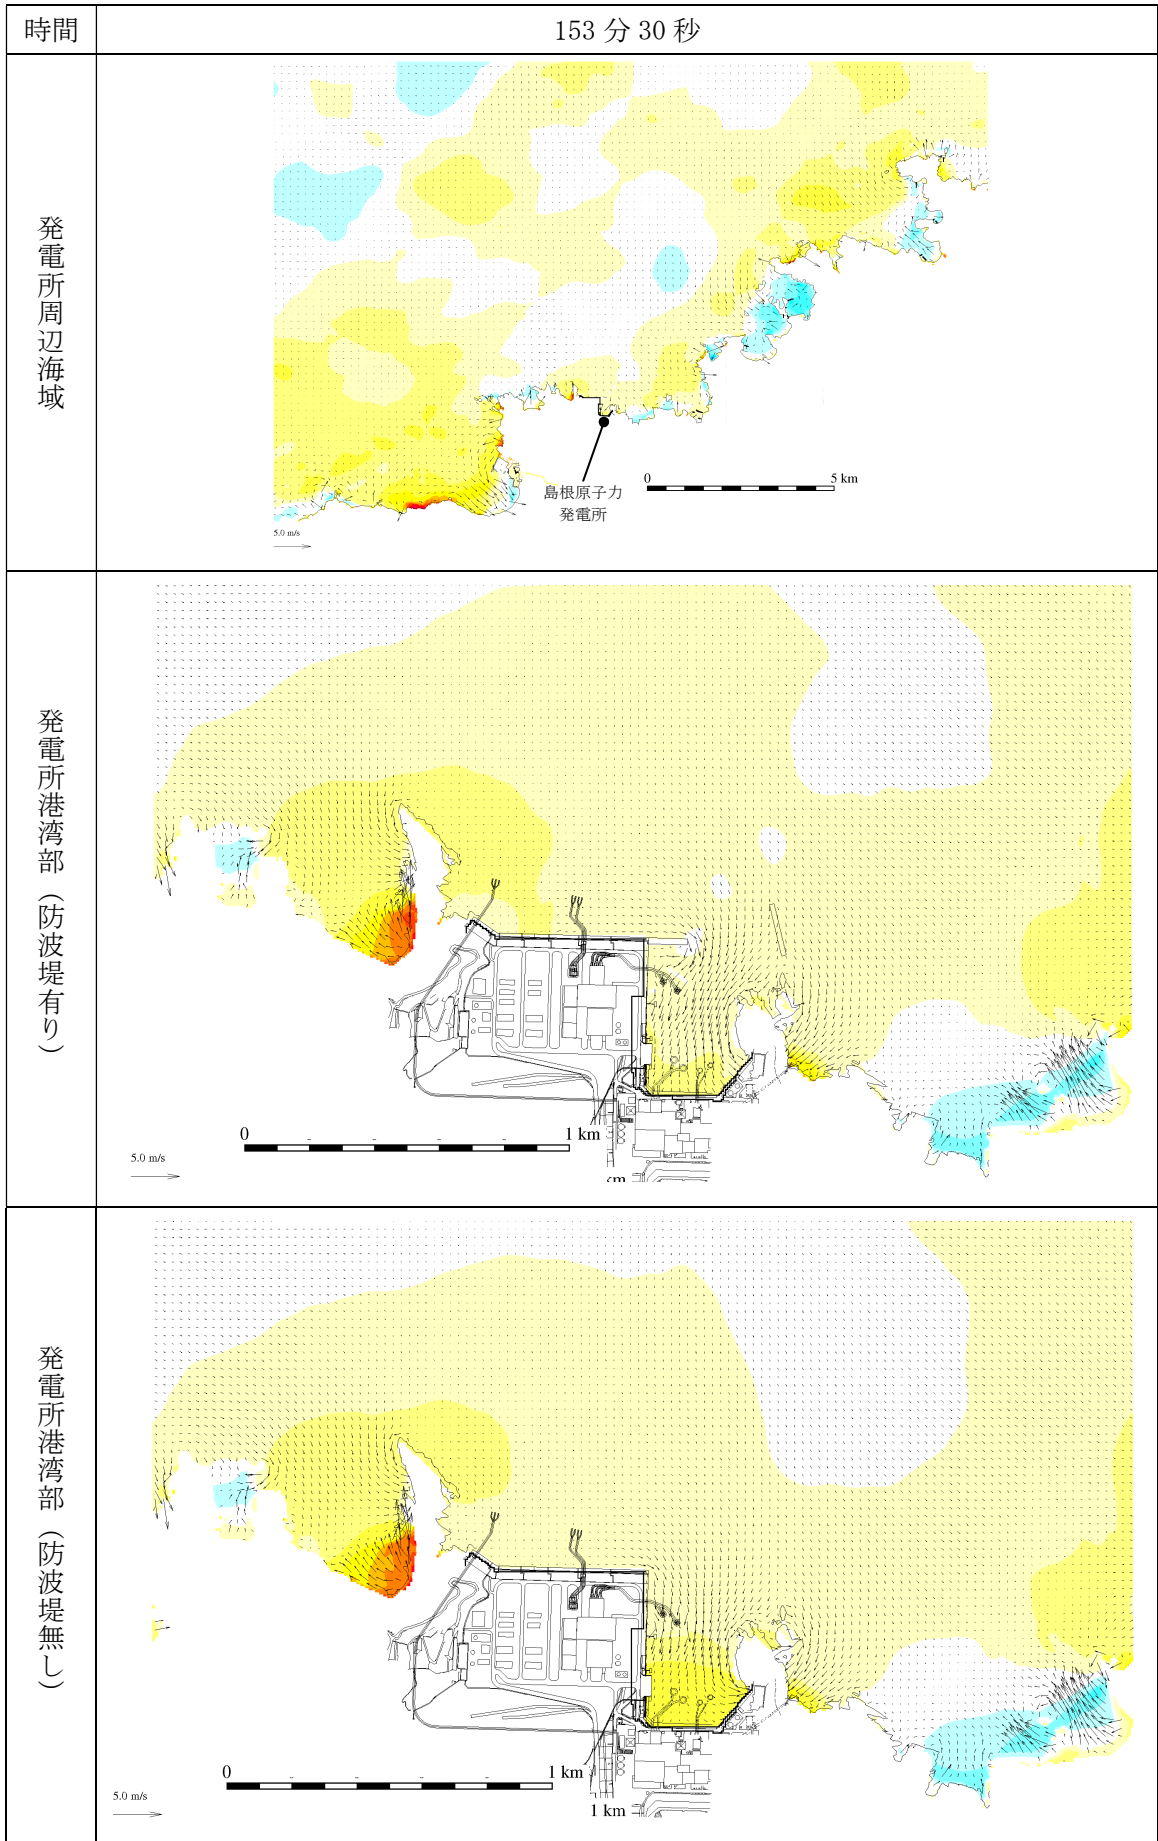 時間
153 分 30 秒
発電所周辺海域
島根原子力
発電所
0
5 km
5.0 m/s
発電所港湾部（防波堤有り）
0
1 km
5.0 m/s
km
発電所港湾部（防波堤無し）
0
1 km
5.0 m/s
1 km